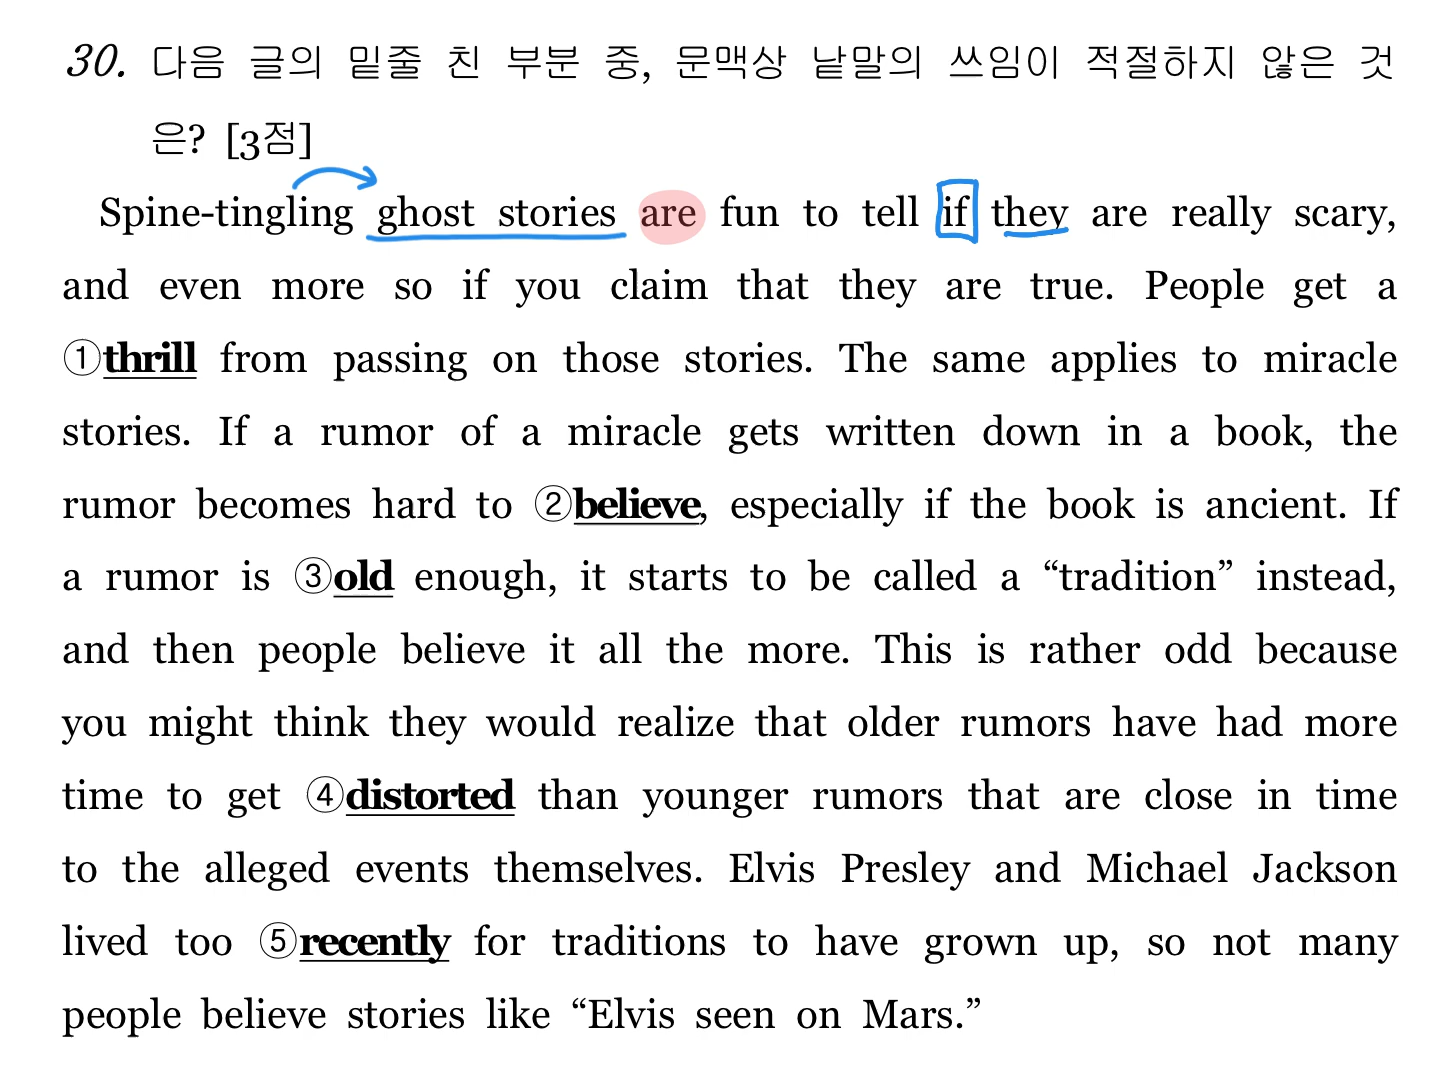 30. 다음 글의 밑줄 친 부분 중, 문맥상 낱말의 쓰임이 적절하지 않은 것
은? [3점]
Spine-tingling ghost stories are fun to tell if they are really scary,
and even more so if you claim that they are true. People get a
①thrill from passing on those stories. The same applies to miracle
stories. If a rumor of a miracle gets written down in a book, the
rumor becomes hard to ②believe, especially if the book is ancient. If
a rumor is ③old enough, it starts to be called a “tradition” instead,
and then people believe it all the more. This is rather odd because
you might think they would realize that older rumors have had more
time to get ④distorted than younger rumors that are close in time
to the alleged events themselves. Elvis Presley and Michael Jackson
lived too ⑤recently for traditions to have grown up, so not many
people believe stories like “Elvis seen on Mars.”